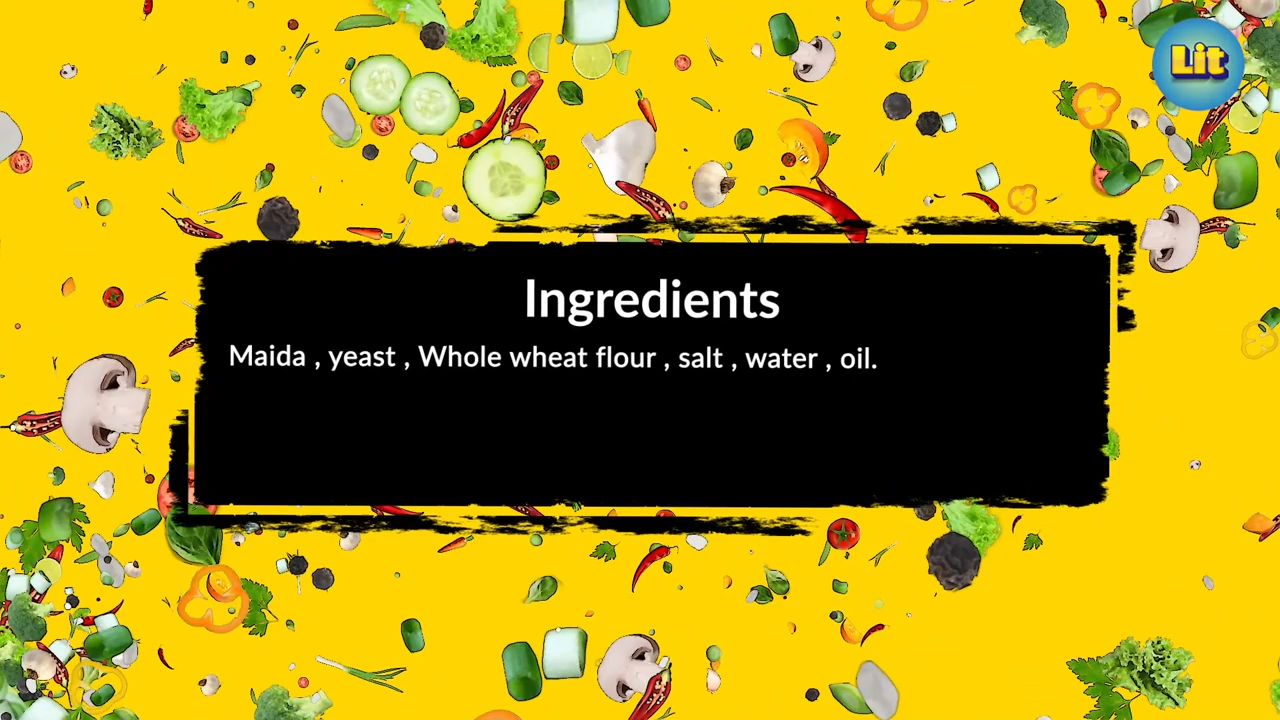 Lit
Ingredients
Maida , yeast , Whole wheat flour , salt , water , oil.